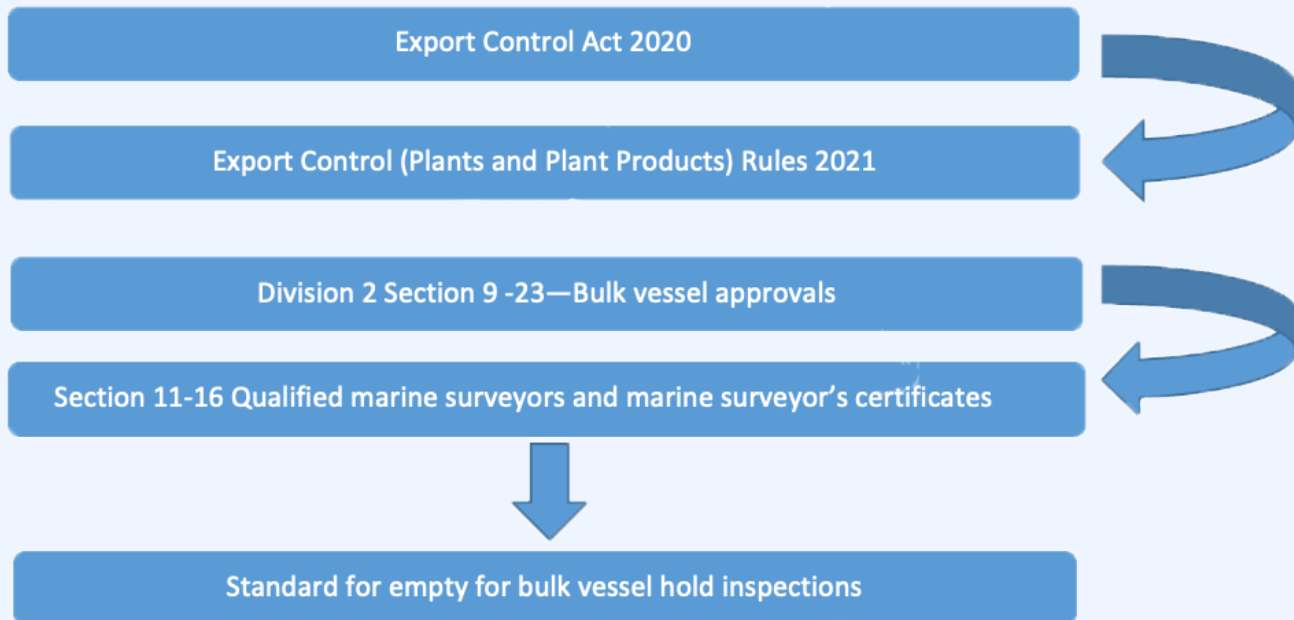 Export Control Act 2020
Export Control (Plants and Plant Products) Rules 2021
Division 2 Section 9 -23—Bulk vessel approvals
Section 11-16 Qualified marine surveyors and marine surveyor’s certificates
Standard for empty for bulk vessel hold inspections